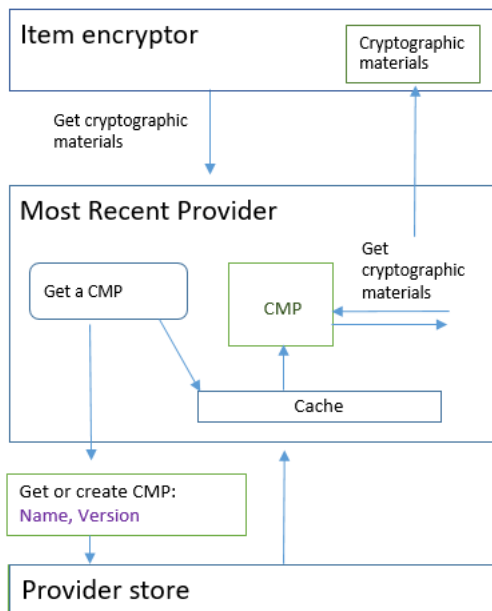 Item encryptor
Cryptographic
materials
Get cryptographic
materials
Most Recent Provider
Get
cryptographic
materials
Get a CMP
CMP
Cache
Get or create CMP:
Name, Version
Provider store